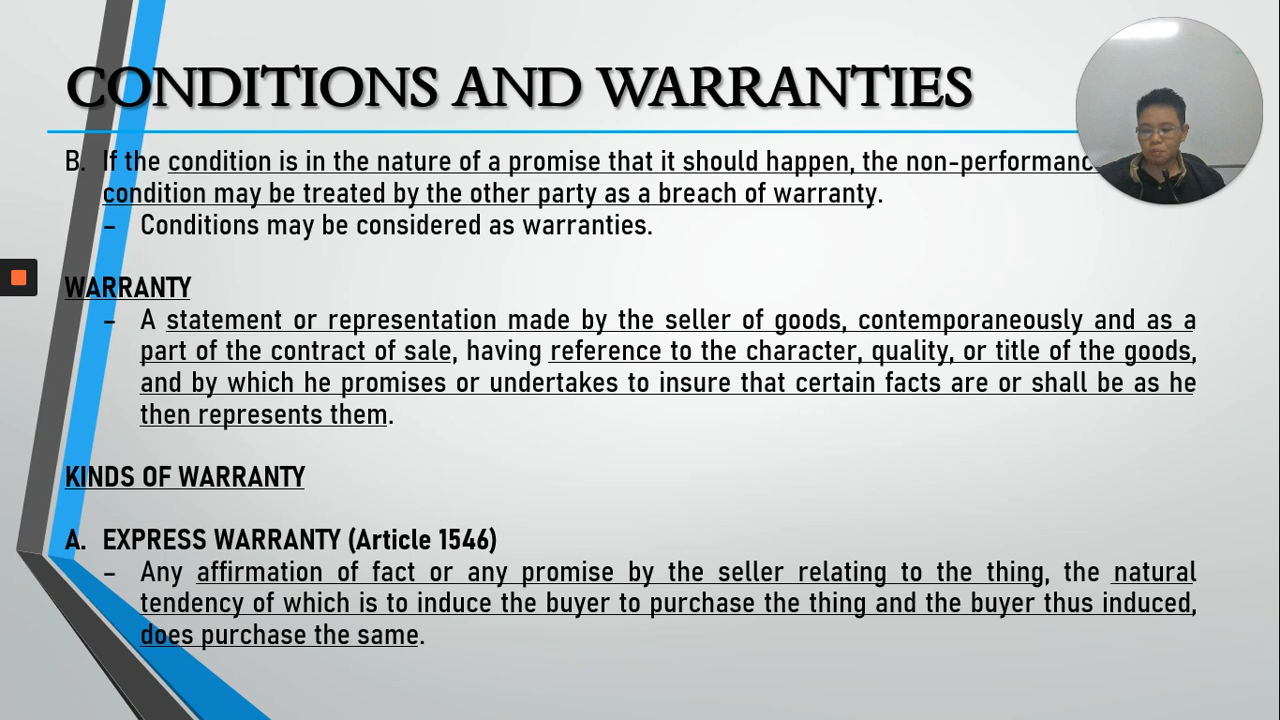 CONDITIONS AND WARRANTIES
B. If the condition is in the nature of a promise that it should happen, the
condition may be treated by the other party as a breach of warranty.
– Conditions may be considered as warranties.
WARRANTY
– A statement or representation made by the seller of goods, contemporaneously and as a
part of the contract of sale, having reference to the character, quality, or title of the goods,
and by which he promises or undertakes to insure that certain facts are or shall be as he
then represents them.
KINDS OF WARRANTY
A. EXPRESS WARRANTY (Article 1546)
– Any affirmation of fact or any promise by the seller relating to the thing, the natural
tendency of which is to induce the buyer to purchase the thing and the buyer thus induced,
does purchase the same.